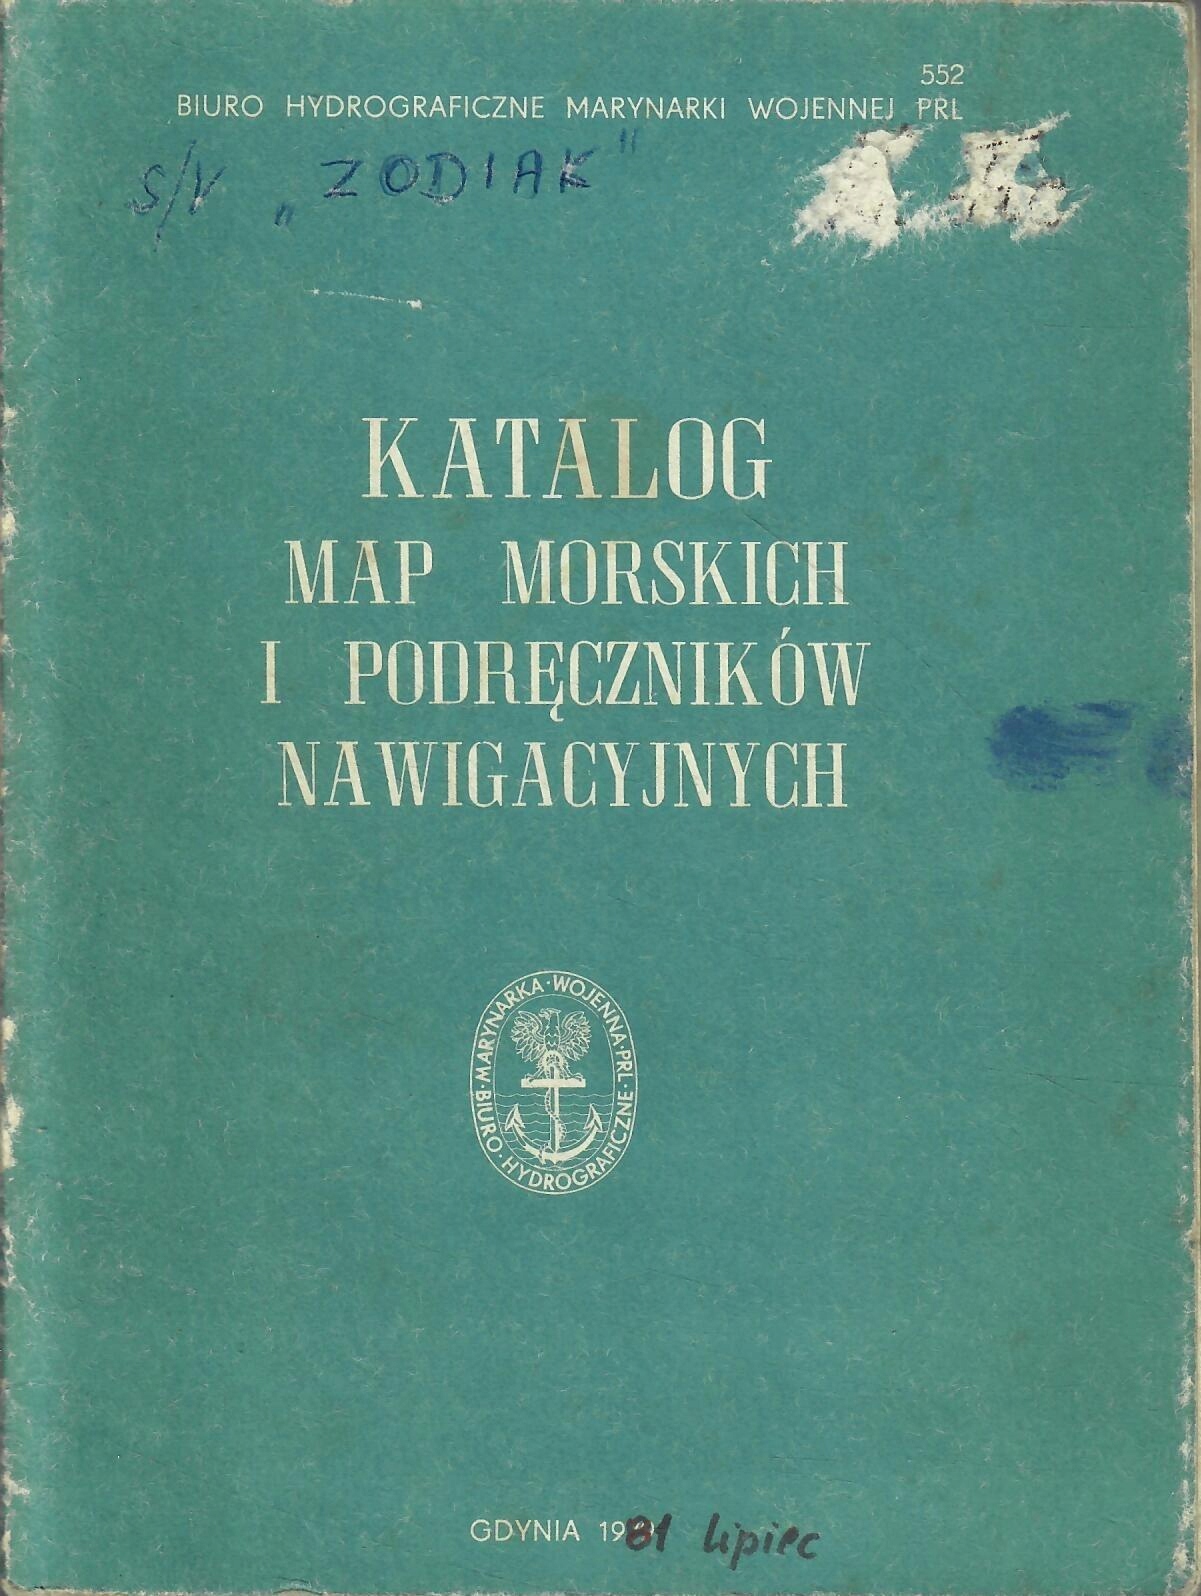 552
BIURO HYDROGRAFICZNE MARYNARKI WOJENNEJ PRL
S/V „ZODIAK"
KATALOG
MAP MORSKICH
I PODRĘCZNIKÓW
NAWIGACYJNYCH
MARYNARKA·WOJENNA·PRL·
BIURO·HYDROGRAFICZNE·
GDYNIA 1981 lipiec